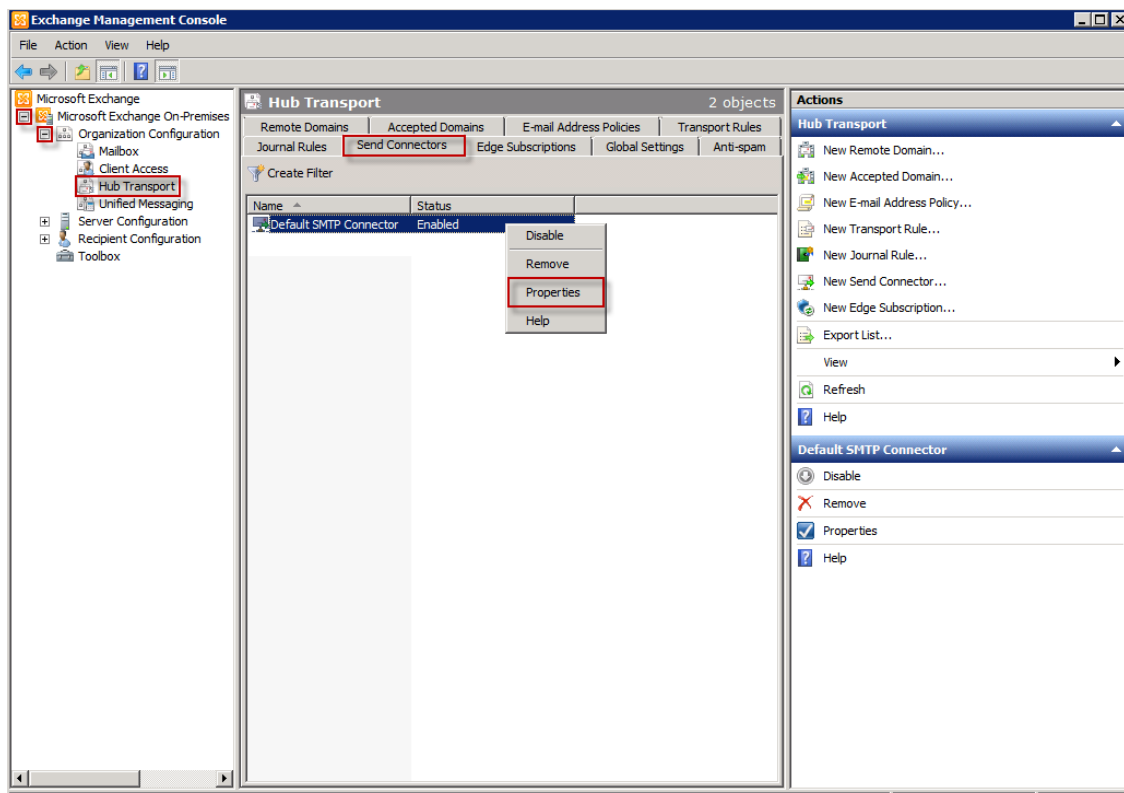 Exchange Management Console
File Action View Help
Microsoft Exchange
Microsoft Exchange On-Premises
Organization Configuration
Mailbox
Client Access
Hub Transport
Unified Messaging
Server Configuration
Recipient Configuration
Toolbox
Hub Transport 2 objects
Remote Domains Accepted Domains E-mail Address Policies Transport Rules
Journal Rules Send Connectors Edge Subscriptions Global Settings Anti-spam
Create Filter
Name Status
Default SMTP Connector Enabled
Disable
Remove
Properties
Help
Actions
Hub Transport
New Remote Domain...
New Accepted Domain...
New E-mail Address Policy...
New Transport Rule...
New Journal Rule...
New Send Connector...
New Edge Subscription...
Export List...
View
Refresh
Help
Default SMTP Connector
Disable
Remove
Properties
Help